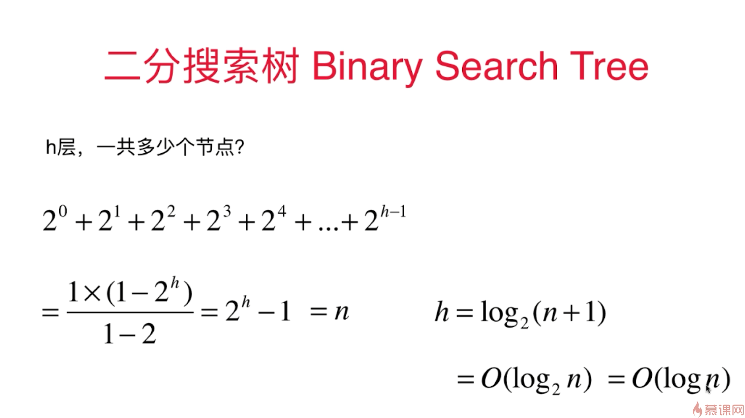 二分搜索树 Binary Search Tree
h层，一共多少个节点?
2^0 + 2^1 + 2^2 + 2^3 + 2^4 + ... + 2^{h-1}
= \frac{1×(1-2^h)}{1-2} = 2^h - 1 = n
h = log_2(n+1)
= O(log_2 n) = O(log n)
慕课网